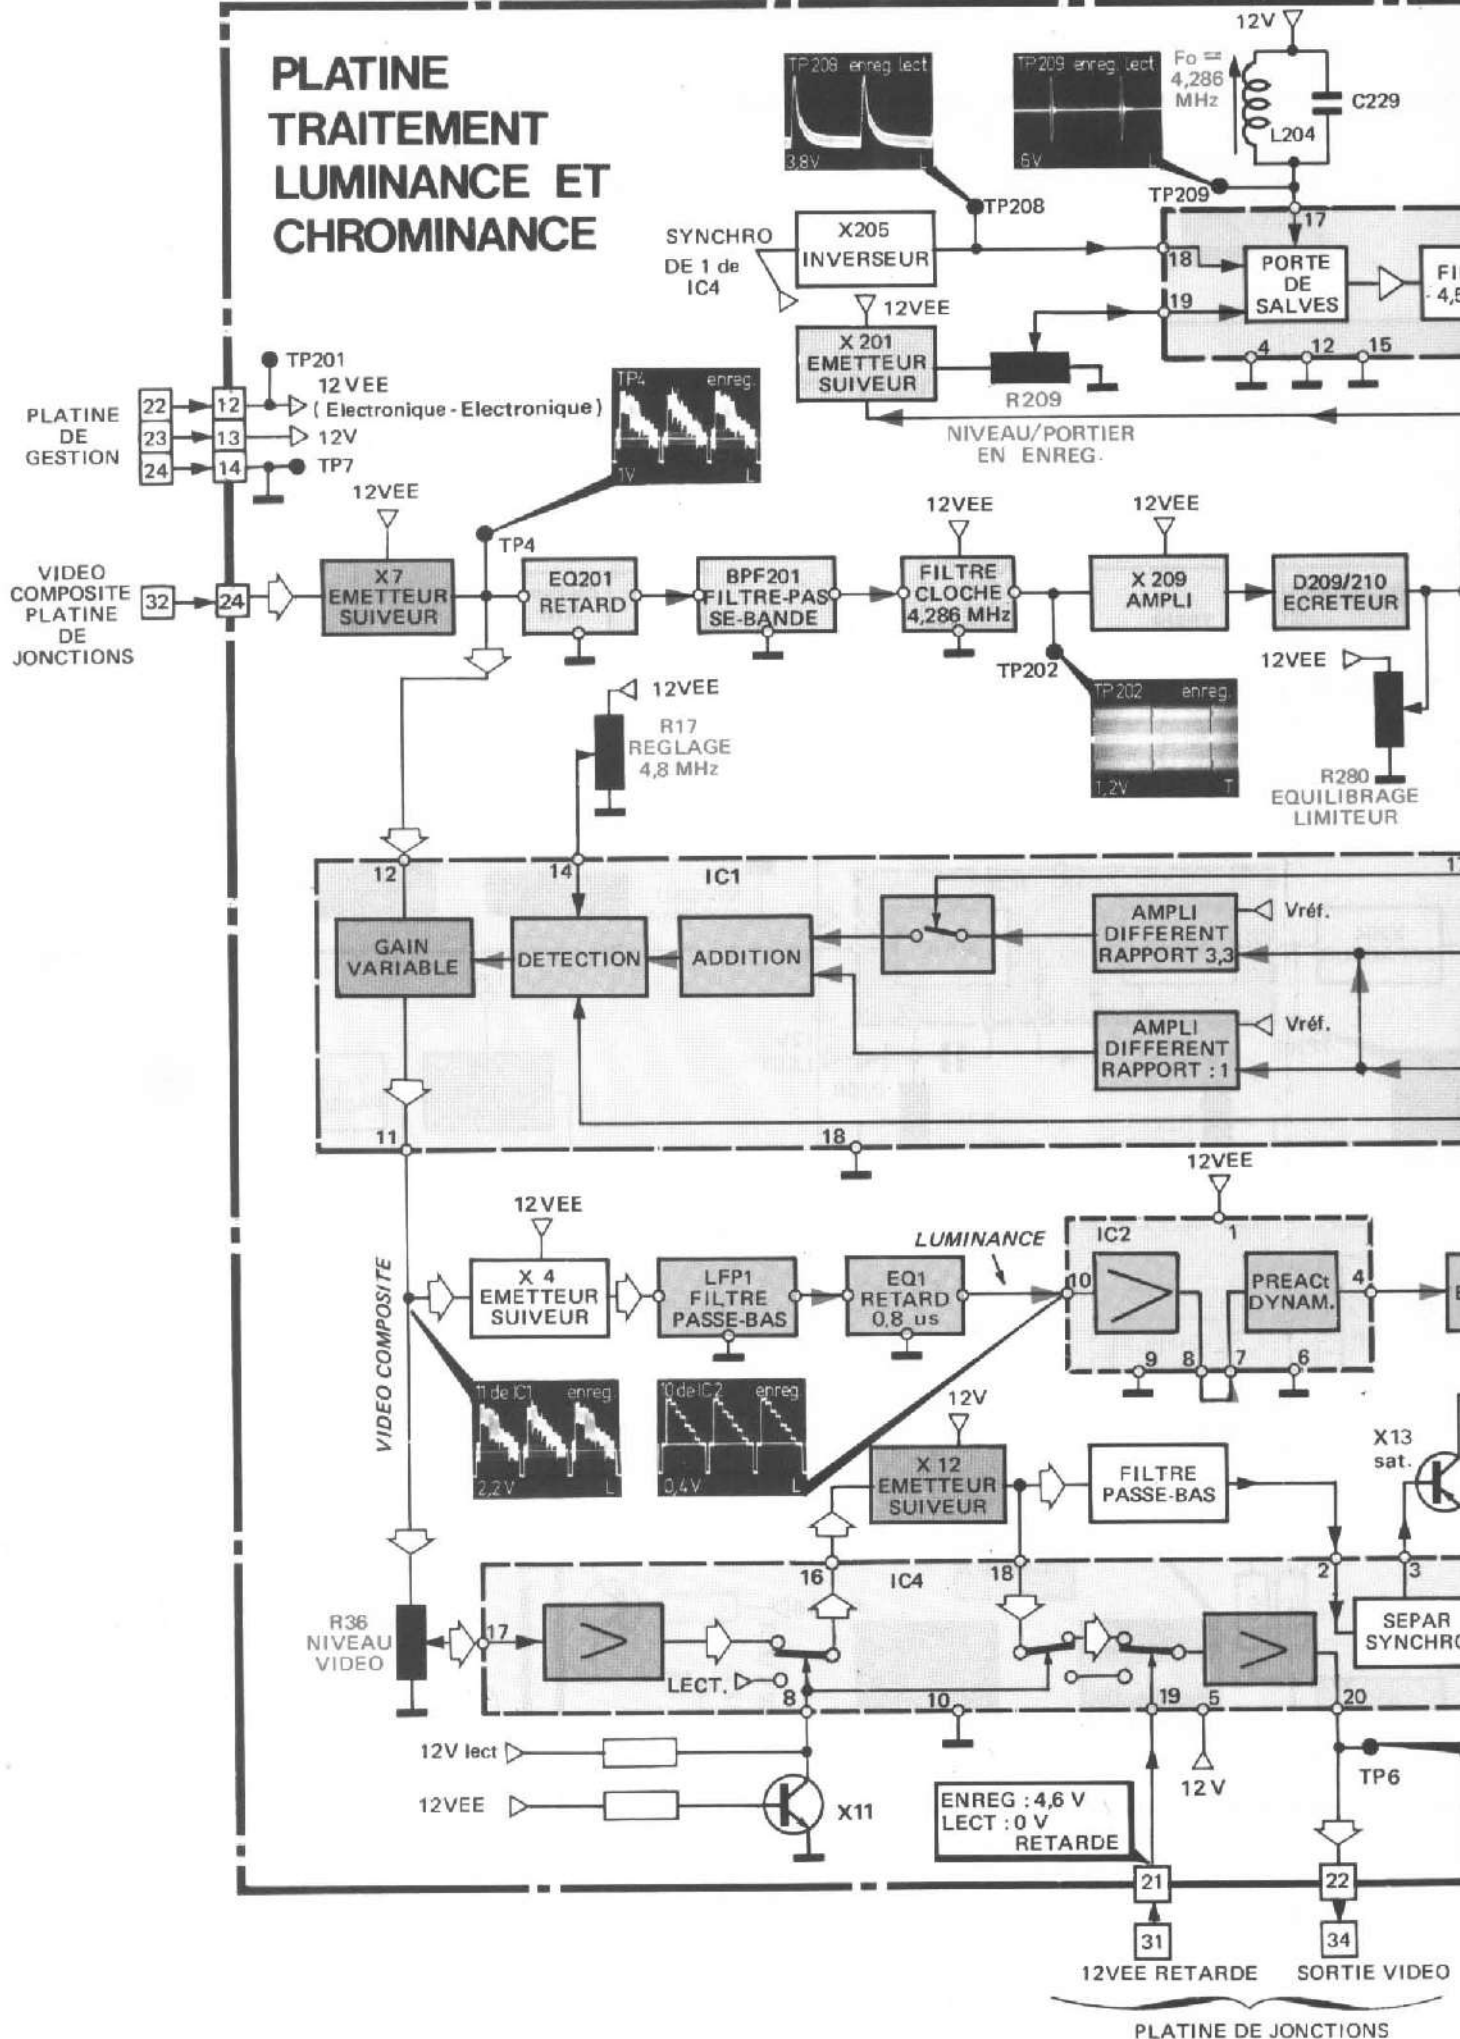 PLATINE
TRAITEMENT
LUMINANCE ET
CHROMINANCE
TP208 enreg lect
3,8V L
TP209 enreg. lect
6V L
12V
Fo =
4,286
MHz
L204
C229
TP209
TP208
SYNCHRO
DE 1 de
IC4
X205
INVERSEUR
17
18
19
PORTE
DE
SALVES
4
12
15
12VEE
X 201
EMETTEUR
SUIVEUR
R209
NIVEAU/PORTIER
EN ENREG.
TP201
12VEE
(Electronique-Electronique)
PLATINE
DE
GESTION
22
12
23
13
12V
24
14
TP7
TP4 enreg.
1V L
VIDEO
COMPOSITE
PLATINE
DE
JONCTIONS
32
24
12VEE
X7
EMETTEUR
SUIVEUR
TP4
EQ201
RETARD
BPF201
FILTRE-PAS
SE-BANDE
12VEE
FILTRE
CLOCHE
4,286 MHz
12VEE
X 209
AMPLI
D209/210
ECRETEUR
TP202
TP202 enreg.
1,2V T
12VEE
R280
EQUILIBRAGE
LIMITEUR
12VEE
R17
REGLAGE
4,8 MHz
12
14
IC1
GAIN
VARIABLE
DETECTION
ADDITION
AMPLI
DIFFERENT
RAPPORT 3,3
Vréf.
AMPLI
DIFFERENT
RAPPORT : 1
Vréf.
11
18
VIDEO COMPOSITE
12VEE
X 4
EMETTEUR
SUIVEUR
LFP1
FILTRE
PASSE-BAS
EQ1
RETARD
0,8 us
LUMINANCE
12VEE
IC2
1
10
PREACt
DYNAM.
4
9
8
7
6
11 de IC1 enreg.
2,2V L
10 de IC2 enreg.
0,4V L
12V
X 12
EMETTEUR
SUIVEUR
FILTRE
PASSE-BAS
X13
sat.
16
IC4
18
2
3
R36
NIVEAU
VIDEO
17
LECT.
8
10
19
5
20
SEPAR
SYNCHRO
12V lect
12VEE
X11
12 V
TP6
ENREG : 4,6 V
LECT : 0 V
RETARDE
21
22
31
34
12VEE RETARDE
SORTIE VIDEO
PLATINE DE JONCTIONS